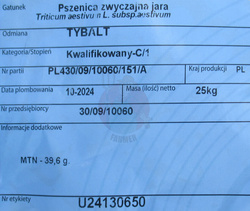 Gatunek Pszenica zwyczajna jara
Triticum aestivum L. subsp. aestivum
Odmiana TYBALT
Kategoria/Stopień Kwalifikowany-C/1
Nr partii PL430/09/10060/151/A Kraj produkcji PL
Data plombowania 10-2024 Masa (ilość) netto 25kg
Nr przedsiębiorcy 30/09/10060
Informacje dodatkowe
MTN - 39,6 g.
Nr etykiety U24130650